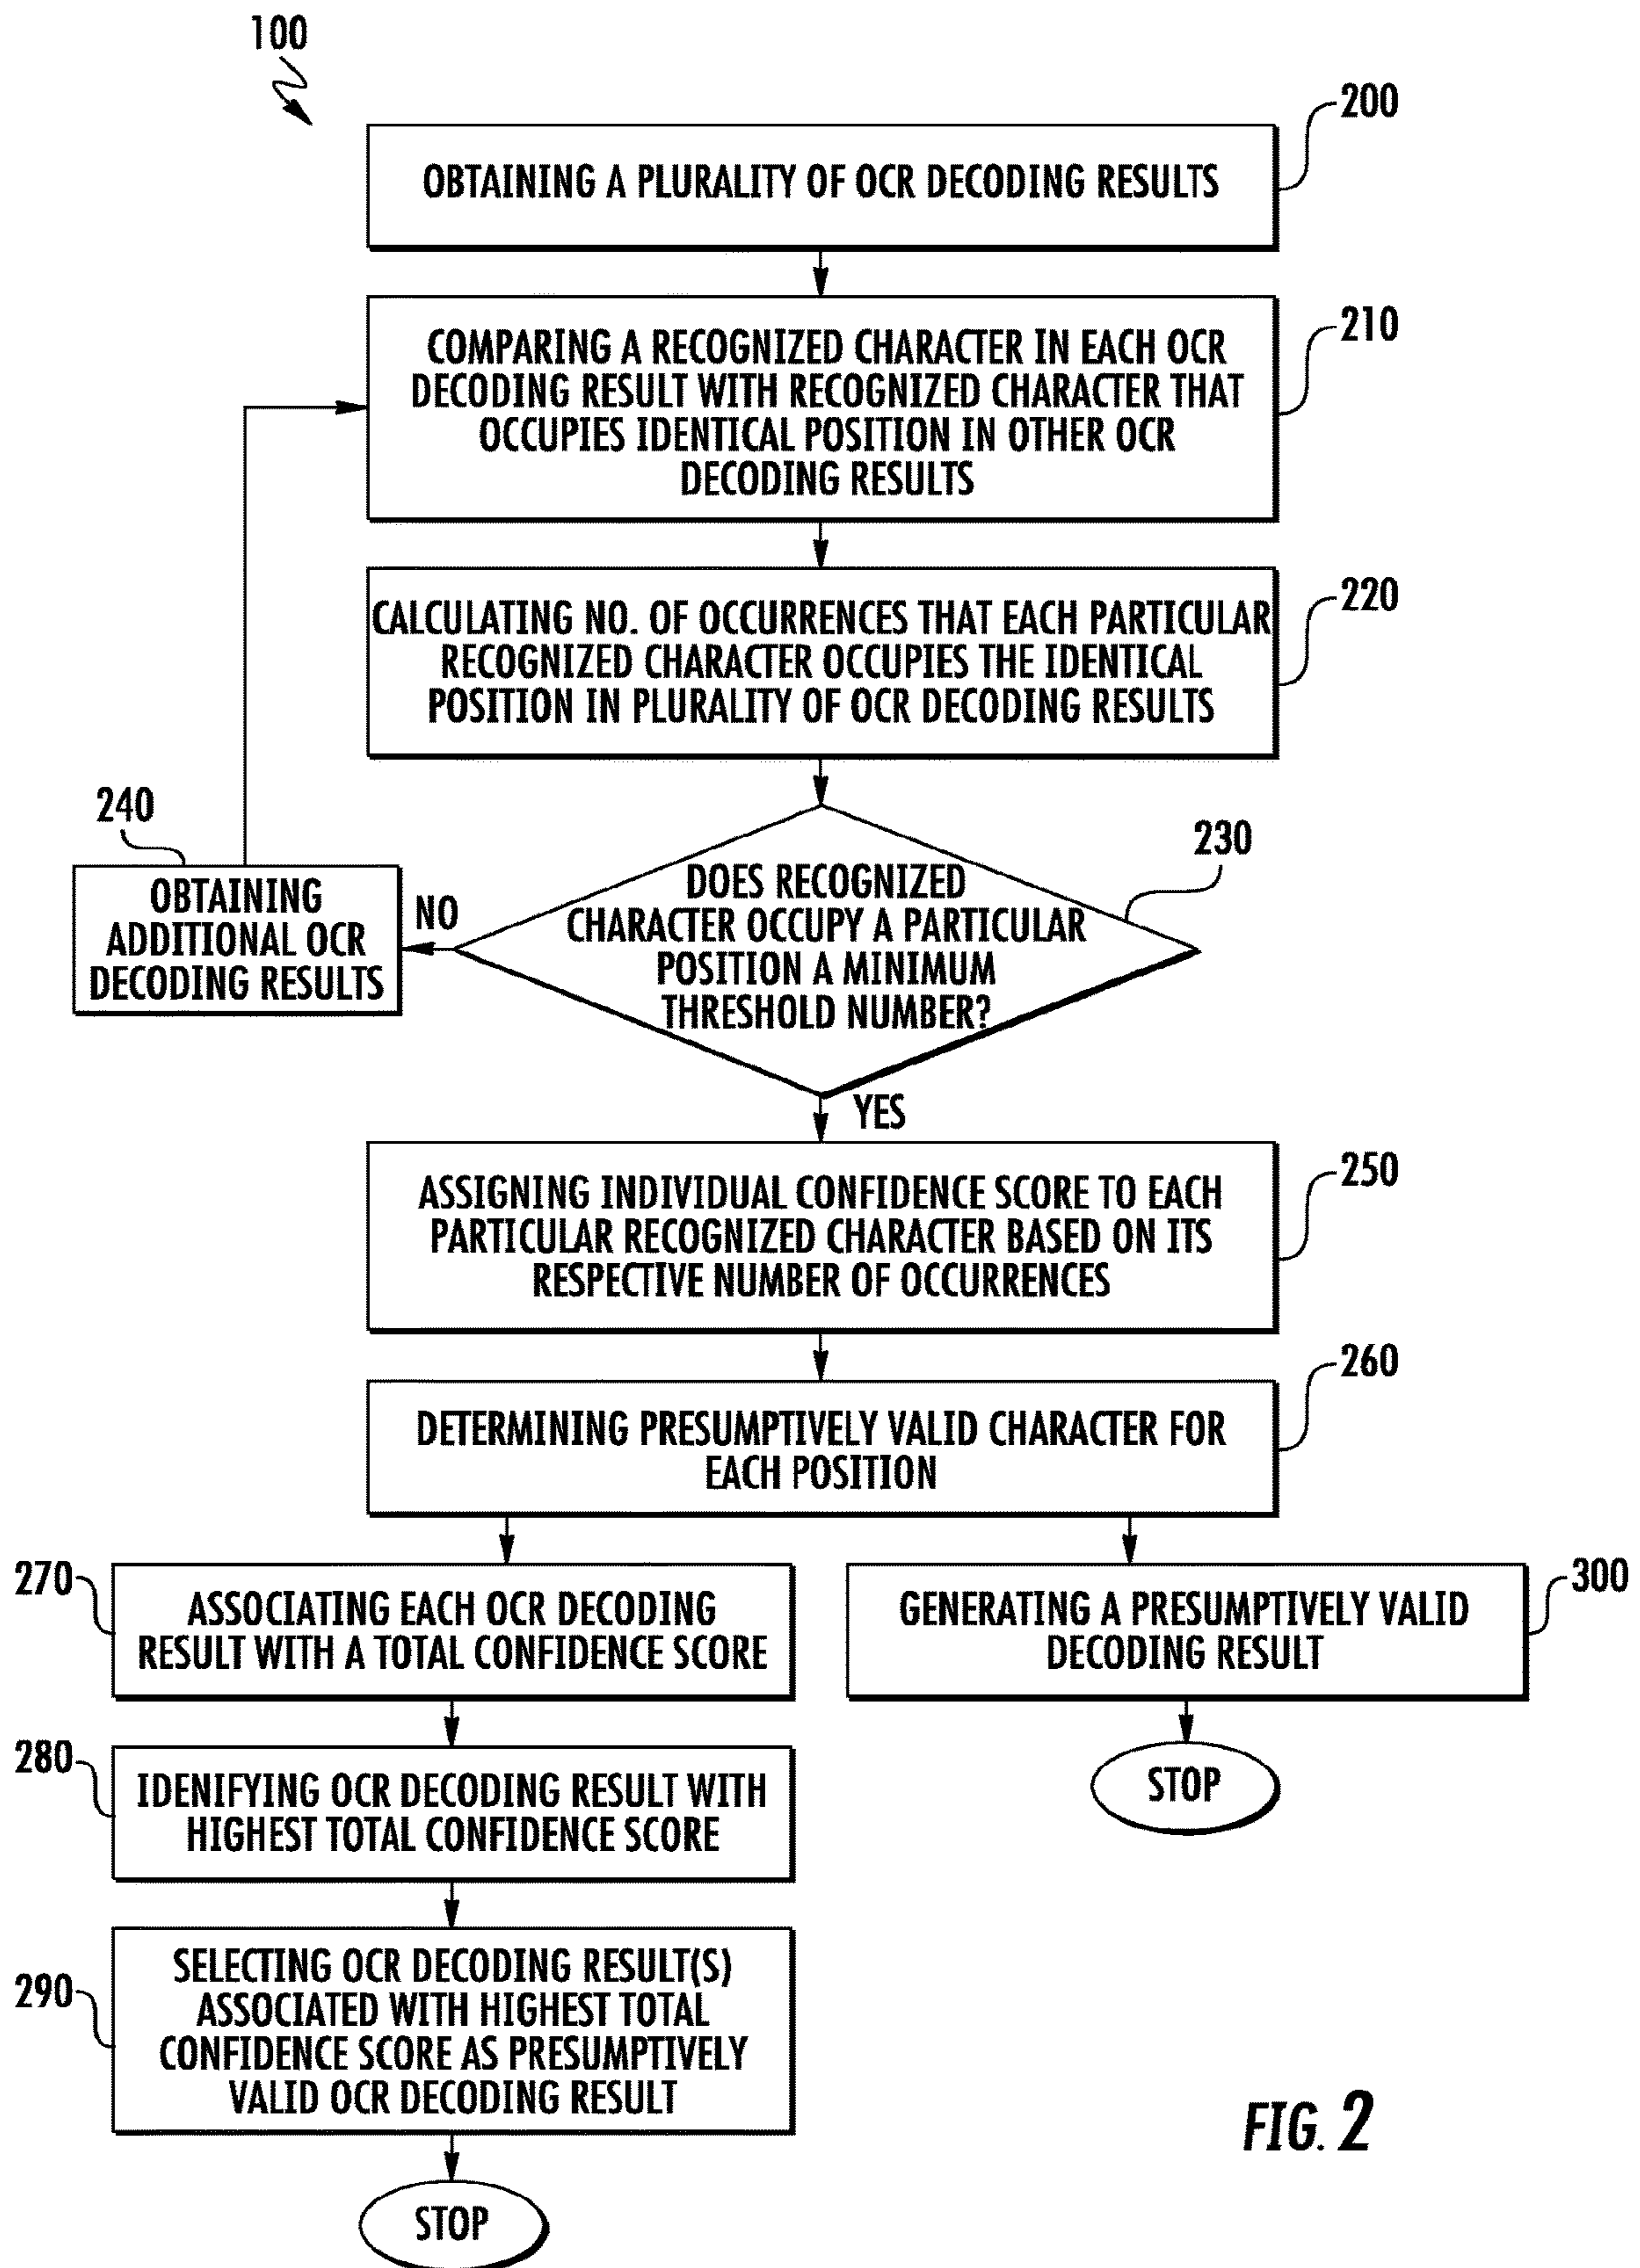 100
200
OBTAINING A PLURALITY OF OCR DECODING RESULTS
210
COMPARING A RECOGNIZED CHARACTER IN EACH OCR
DECODING RESULT WITH RECOGNIZED CHARACTER THAT
OCCUPIES IDENTICAL POSITION IN OTHER OCR
DECODING RESULTS
220
CALCULATING NO. OF OCCURRENCES THAT EACH PARTICULAR
RECOGNIZED CHARACTER OCCUPIES THE IDENTICAL
POSITION IN PLURALITY OF OCR DECODING RESULTS
230
DOES RECOGNIZED
CHARACTER OCCUPY A PARTICULAR
POSITION A MINIMUM
THRESHOLD NUMBER?
NO
240
OBTAINING
ADDITIONAL OCR
DECODING RESULTS
YES
250
ASSIGNING INDIVIDUAL CONFIDENCE SCORE TO EACH
PARTICULAR RECOGNIZED CHARACTER BASED ON ITS
RESPECTIVE NUMBER OF OCCURRENCES
260
DETERMINING PRESUMPTIVELY VALID CHARACTER FOR
EACH POSITION
270
ASSOCIATING EACH OCR DECODING
RESULT WITH A TOTAL CONFIDENCE SCORE
300
GENERATING A PRESUMPTIVELY VALID
DECODING RESULT
STOP
280
IDENIFYING OCR DECODING RESULT WITH
HIGHEST TOTAL CONFIDENCE SCORE
290
SELECTING OCR DECODING RESULT(S)
ASSOCIATED WITH HIGHEST TOTAL
CONFIDENCE SCORE AS PRESUMPTIVELY
VALID OCR DECODING RESULT
STOP
FIG. 2